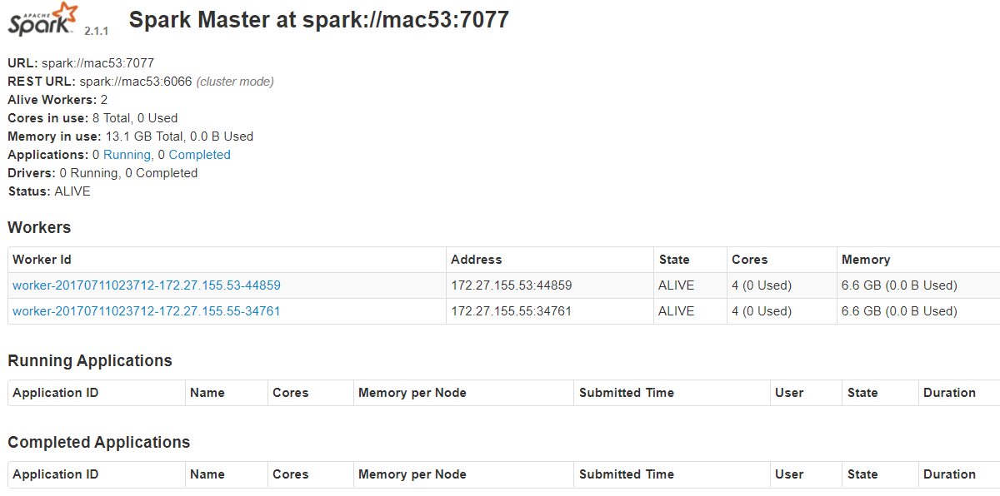 APACHE
Spark 2.1.1 Spark Master at spark://mac53:7077
URL: spark://mac53:7077
REST URL: spark://mac53:6066 (cluster mode)
Alive Workers: 2
Cores in use: 8 Total, 0 Used
Memory in use: 13.1 GB Total, 0.0 B Used
Applications: 0 Running, 0 Completed
Drivers: 0 Running, 0 Completed
Status: ALIVE
Workers
Worker Id Address State Cores Memory
worker-20170711023712-172.27.155.53-44859 172.27.155.53:44859 ALIVE 4 (0 Used) 6.6 GB (0.0 B Used)
worker-20170711023712-172.27.155.55-34761 172.27.155.55:34761 ALIVE 4 (0 Used) 6.6 GB (0.0 B Used)
Running Applications
Application ID Name Cores Memory per Node Submitted Time User State Duration
Completed Applications
Application ID Name Cores Memory per Node Submitted Time User State Duration